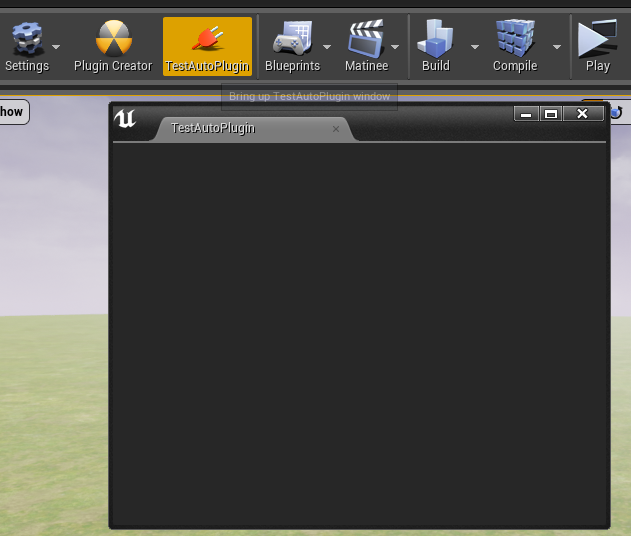 Settings
Plugin Creator
TestAutoPlugin
Blueprints
Matinee
Build
Compile
Play
Bring up TestAutoPlugin window
how
TestAutoPlugin